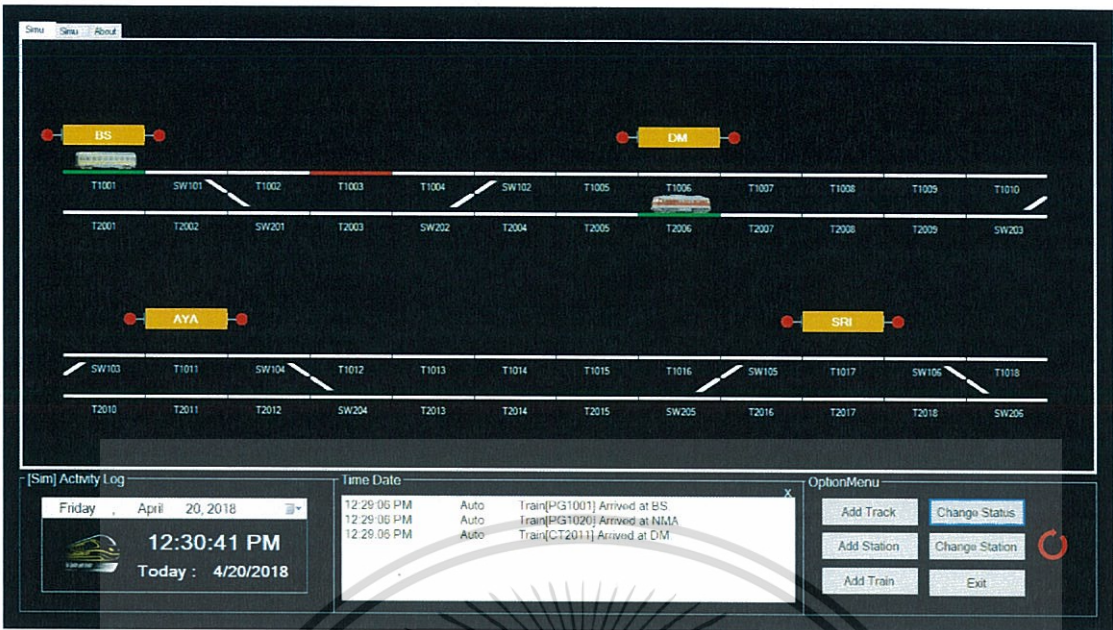 Simu Simu About
BS DM
T1001 SW101 T1002 T1003 T1004 SW102 T1005 T1006 T1007 T1008 T1009 T1010
T2001 T2002 SW201 T2003 SW202 T2004 T2005 T2006 T2007 T2008 T2009 SW203
AYA SRI
SW103 T1011 SW104 T1012 T1013 T1014 T1015 T1016 SW105 T1017 SW106 T1018
T2010 T2011 T2012 SW204 T2013 T2014 T2015 SW205 T2016 T2017 T2018 SW206
[Sim] Activity Log
Friday , April 20, 2018
12:30:41 PM
Today : 4/20/2018
Time Date
X
12:29:06 PM Auto Train[PG1001] Arrived at BS
12:29:06 PM Auto Train[PG1020] Arrived at NMA
12:29:06 PM Auto Train[CT2011] Arrived at DM
OptionMenu
Add Track Change Status
Add Station Change Station
Add Train Exit